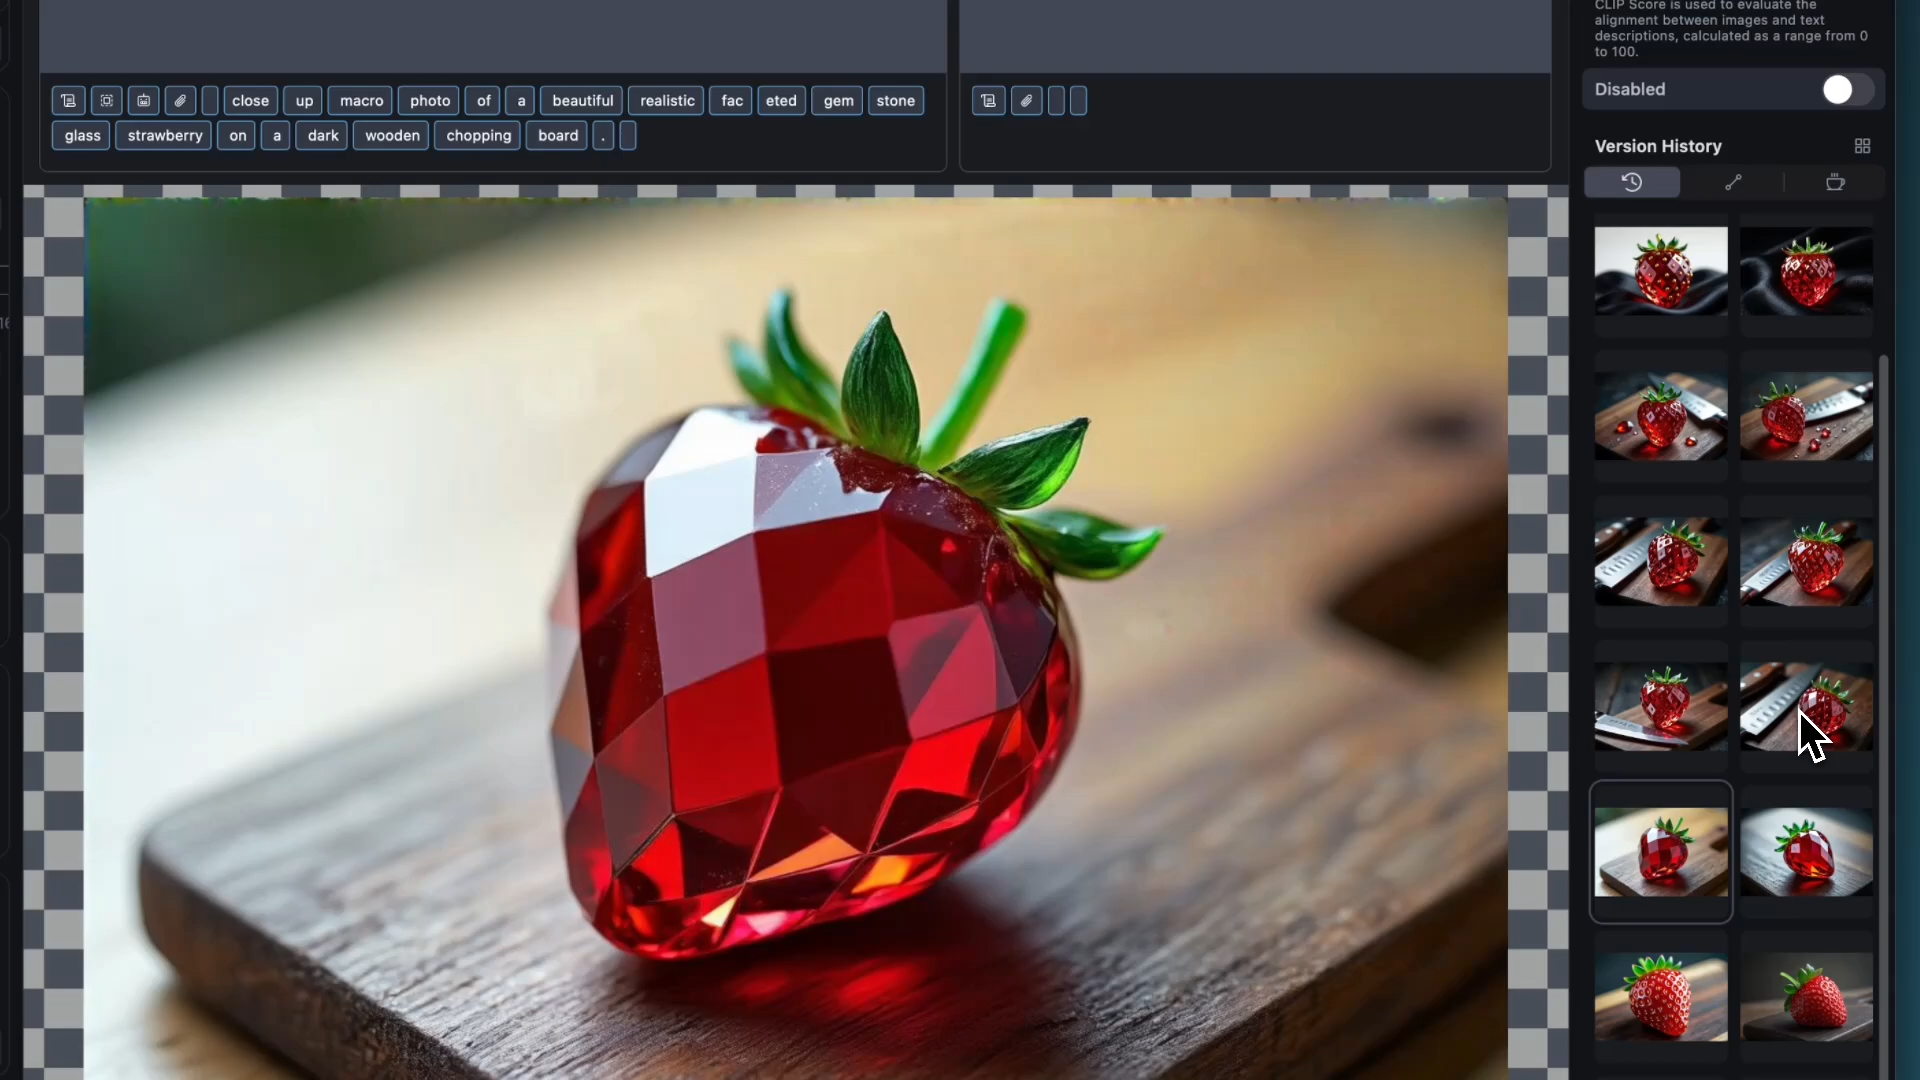 CLIP Score is used to evaluate the
alignment between images and text
descriptions, calculated as a range from 0
to 100.
Disabled
close up macro photo of a beautiful realistic fac eted gem stone
glass strawberry on a dark wooden chopping board .
Version History